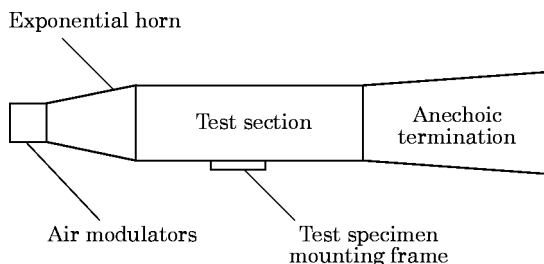 Exponential horn
Test section
Anechoic
termination
Air modulators
Test specimen
mounting frame